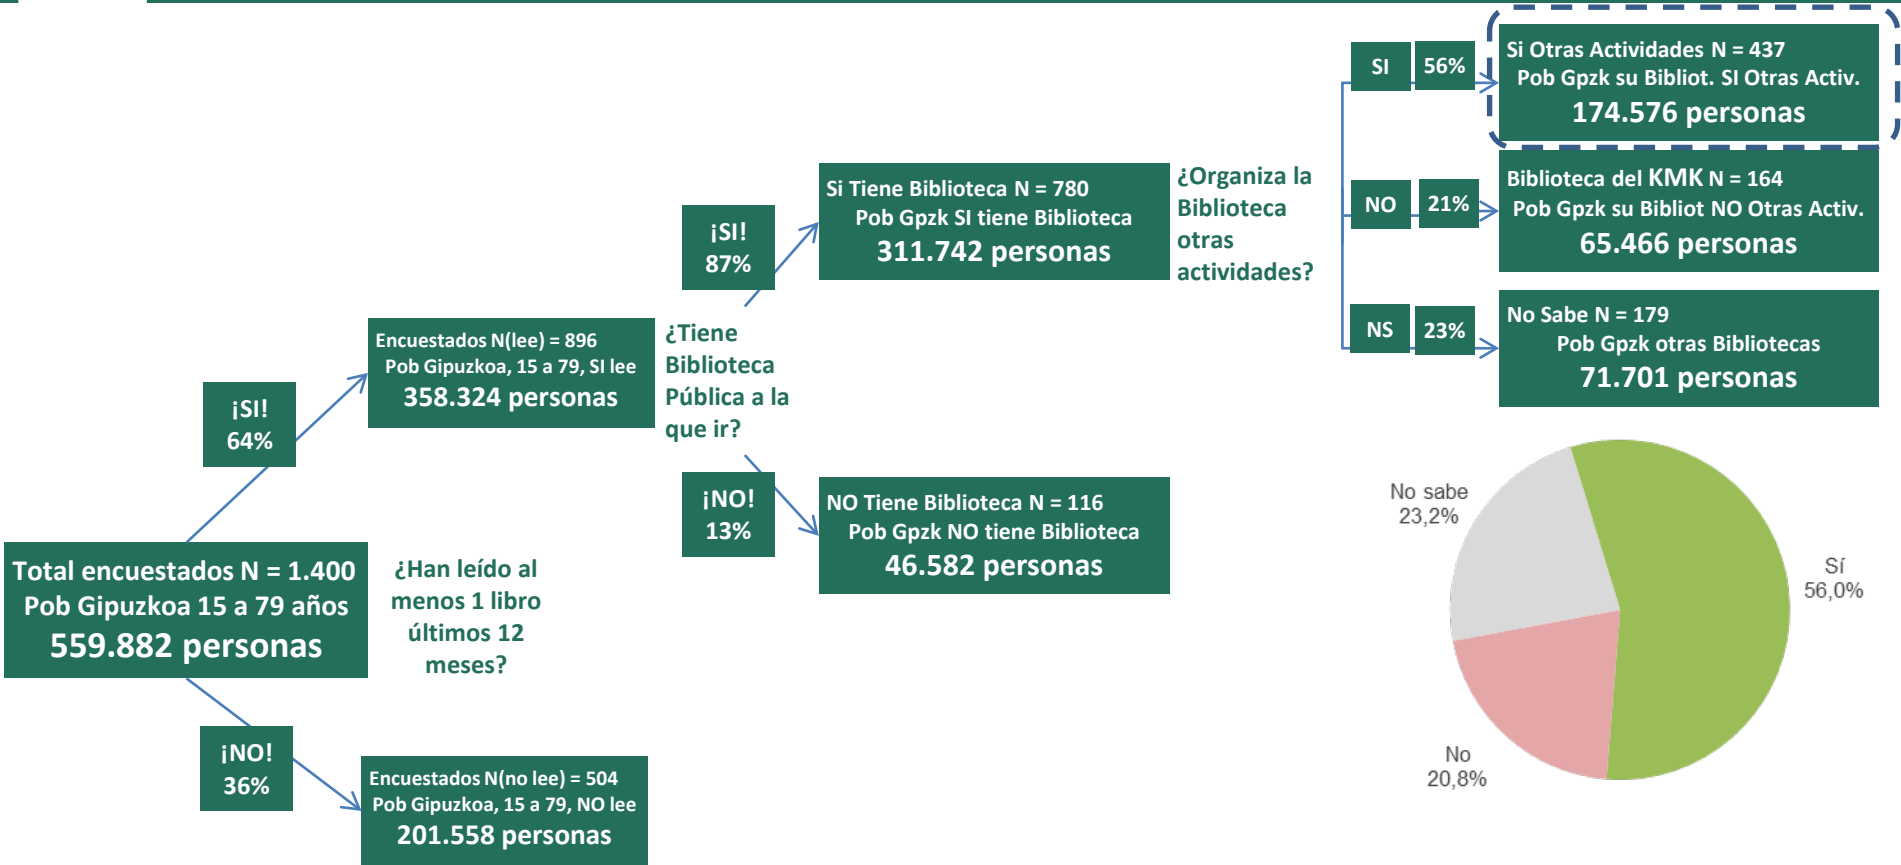 Total encuestados N = 1.400
Pob Gipuzkoa 15 a 79 años
559.882 personas
¿Han leído al
menos 1 libro
últimos 12
meses?
¡SI!
64%
¡NO!
36%
Encuestados N(lee) = 896
Pob Gipuzkoa, 15 a 79, SI lee
358.324 personas
Encuestados N(no lee) = 504
Pob Gipuzkoa, 15 a 79, NO lee
201.558 personas
¿Tiene
Biblioteca
Pública a la
que ir?
¡SI!
87%
¡NO!
13%
Si Tiene Biblioteca N = 780
Pob Gpzk SI tiene Biblioteca
311.742 personas
NO Tiene Biblioteca N = 116
Pob Gpzk NO tiene Biblioteca
46.582 personas
¿Organiza la
Biblioteca
otras
actividades?
SI 56%
Si Otras Actividades N = 437
Pob Gpzk su Bibliot. SI Otras Activ.
174.576 personas
NO 21%
Biblioteca del KMK N = 164
Pob Gpzk su Bibliot NO Otras Activ.
65.466 personas
NS 23%
No Sabe N = 179
Pob Gpzk otras Bibliotecas
71.701 personas
No sabe
23,2%
Sí
56,0%
No
20,8%